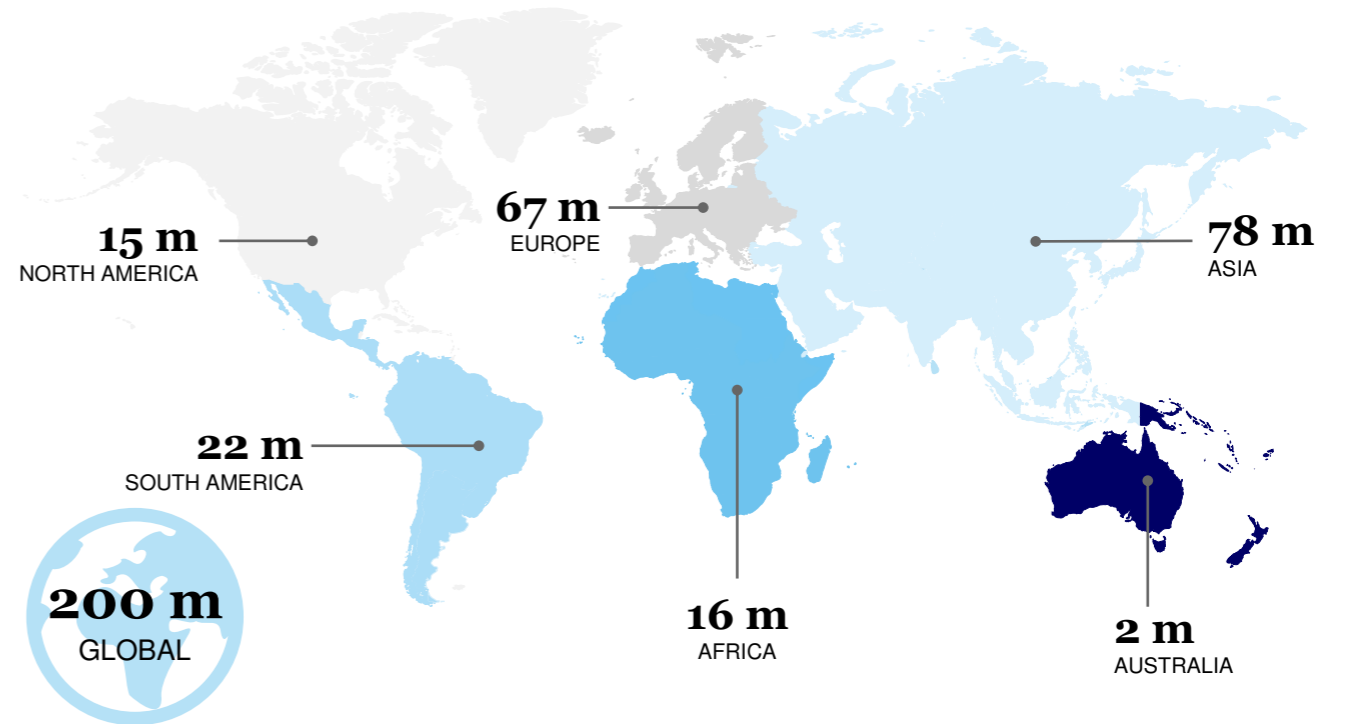 67 m
EUROPE
15 m
NORTH AMERICA
78 m
ASIA
22 m
SOUTH AMERICA
200 m
GLOBAL
16 m
AFRICA
2 m
AUSTRALIA